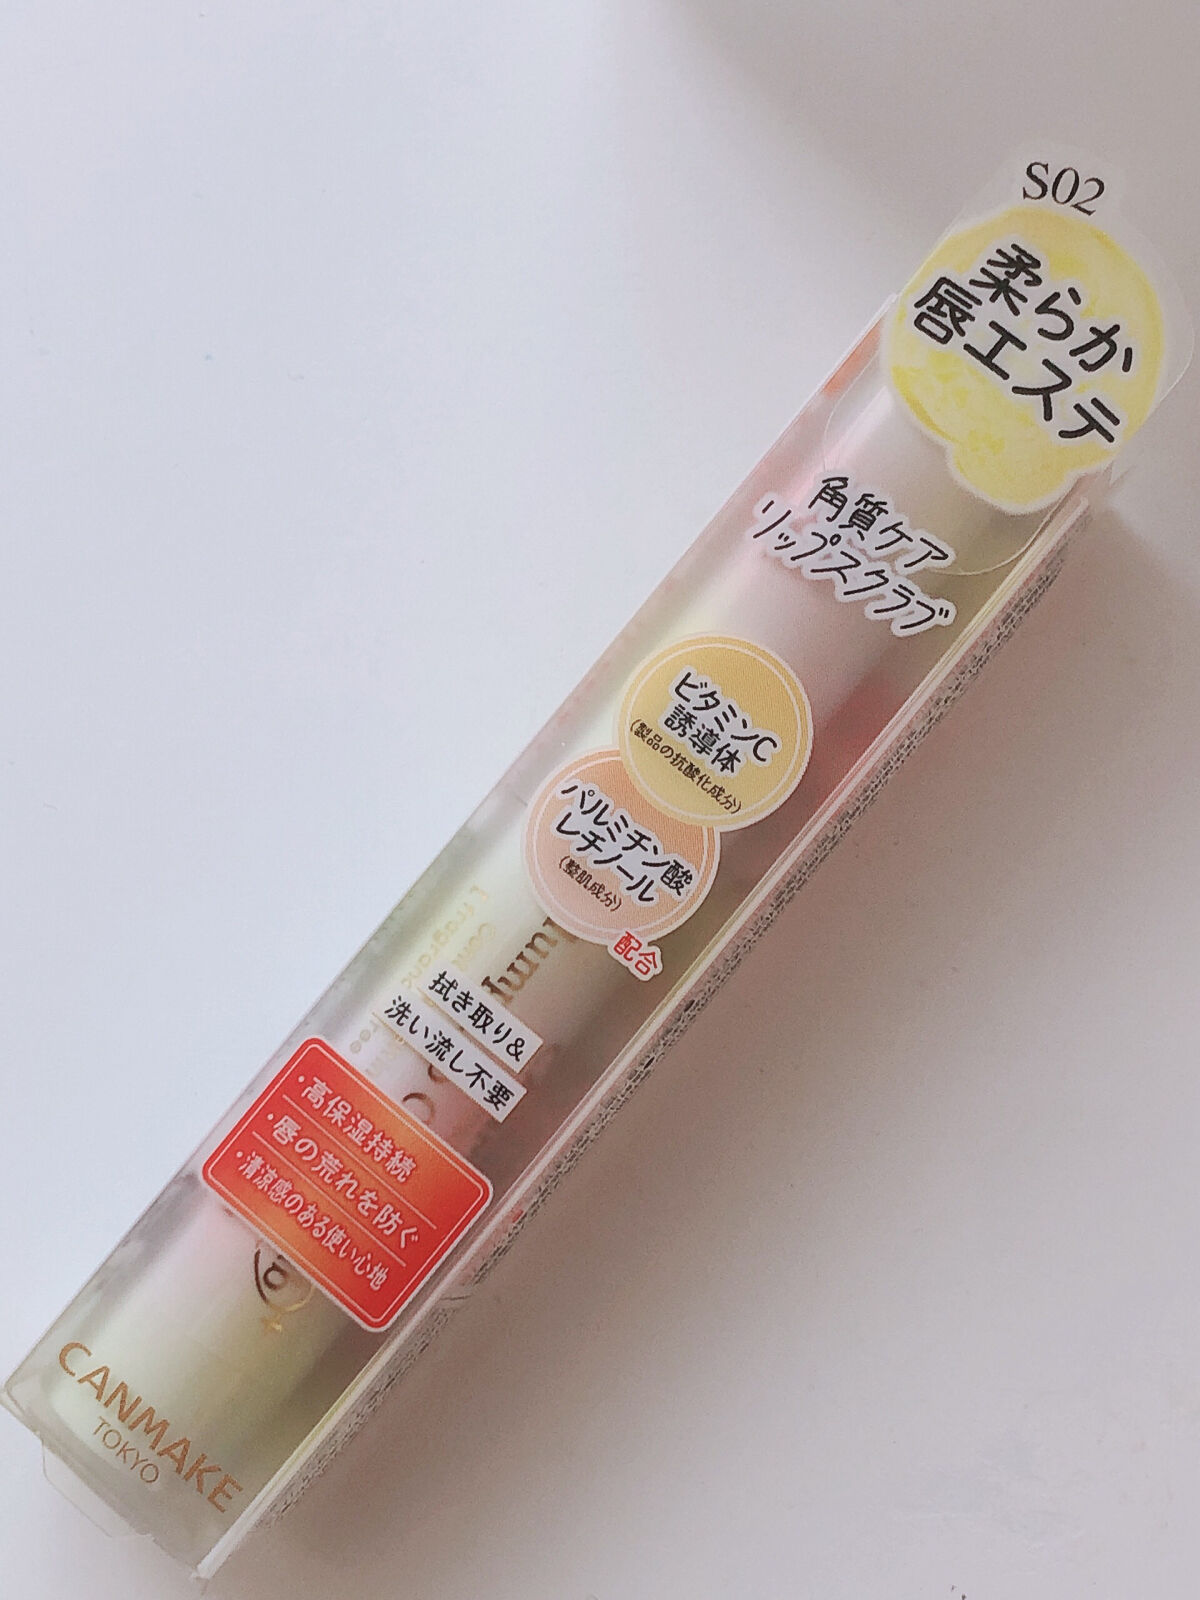 S02
柔らか
唇エステ
角質ケア
リップスクラブ
ビタミンC
誘導体
(製品の抗酸化成分)
パルミチン酸
レチノール
(整肌成分)
配合
拭き取り&
洗い流し不要
・高保湿持続
・唇の荒れを防ぐ
・清涼感のある使い心地
CANMAKE
TOKYO